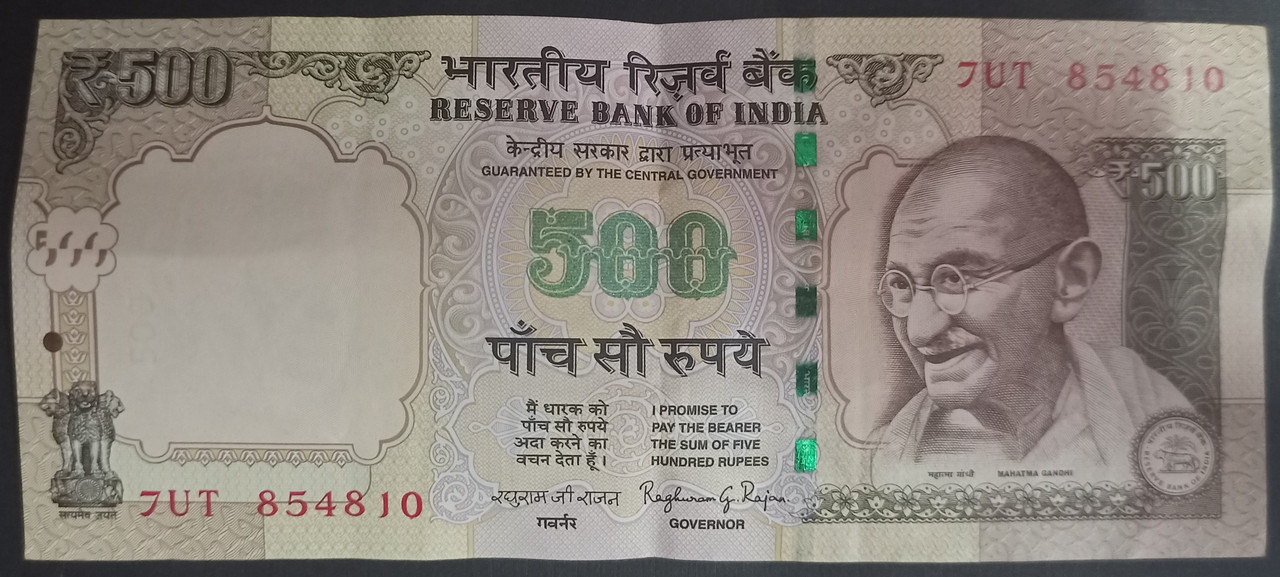 ₹500
भारतीय रिज़र्व बैंक
RESERVE BANK OF INDIA
7UT 854810
केन्द्रीय सरकार द्वारा प्रत्याभूत
GUARANTEED BY THE CENTRAL GOVERNMENT
₹500
500
पाँच सौ रुपये
मैं धारक को
पाँच सौ रुपये
अदा करने का
वचन देता हूँ।
I PROMISE TO
PAY THE BEARER
THE SUM OF FIVE
HUNDRED RUPEES
रघुराम जी राजन
गवर्नर
Raghuram G. Rajan
GOVERNOR
महात्मा गांधी
MAHATMA GANDHI
भारतीय रिज़र्व बैंक
RESERVE BANK OF INDIA
सत्यमेव जयते
7UT 854810